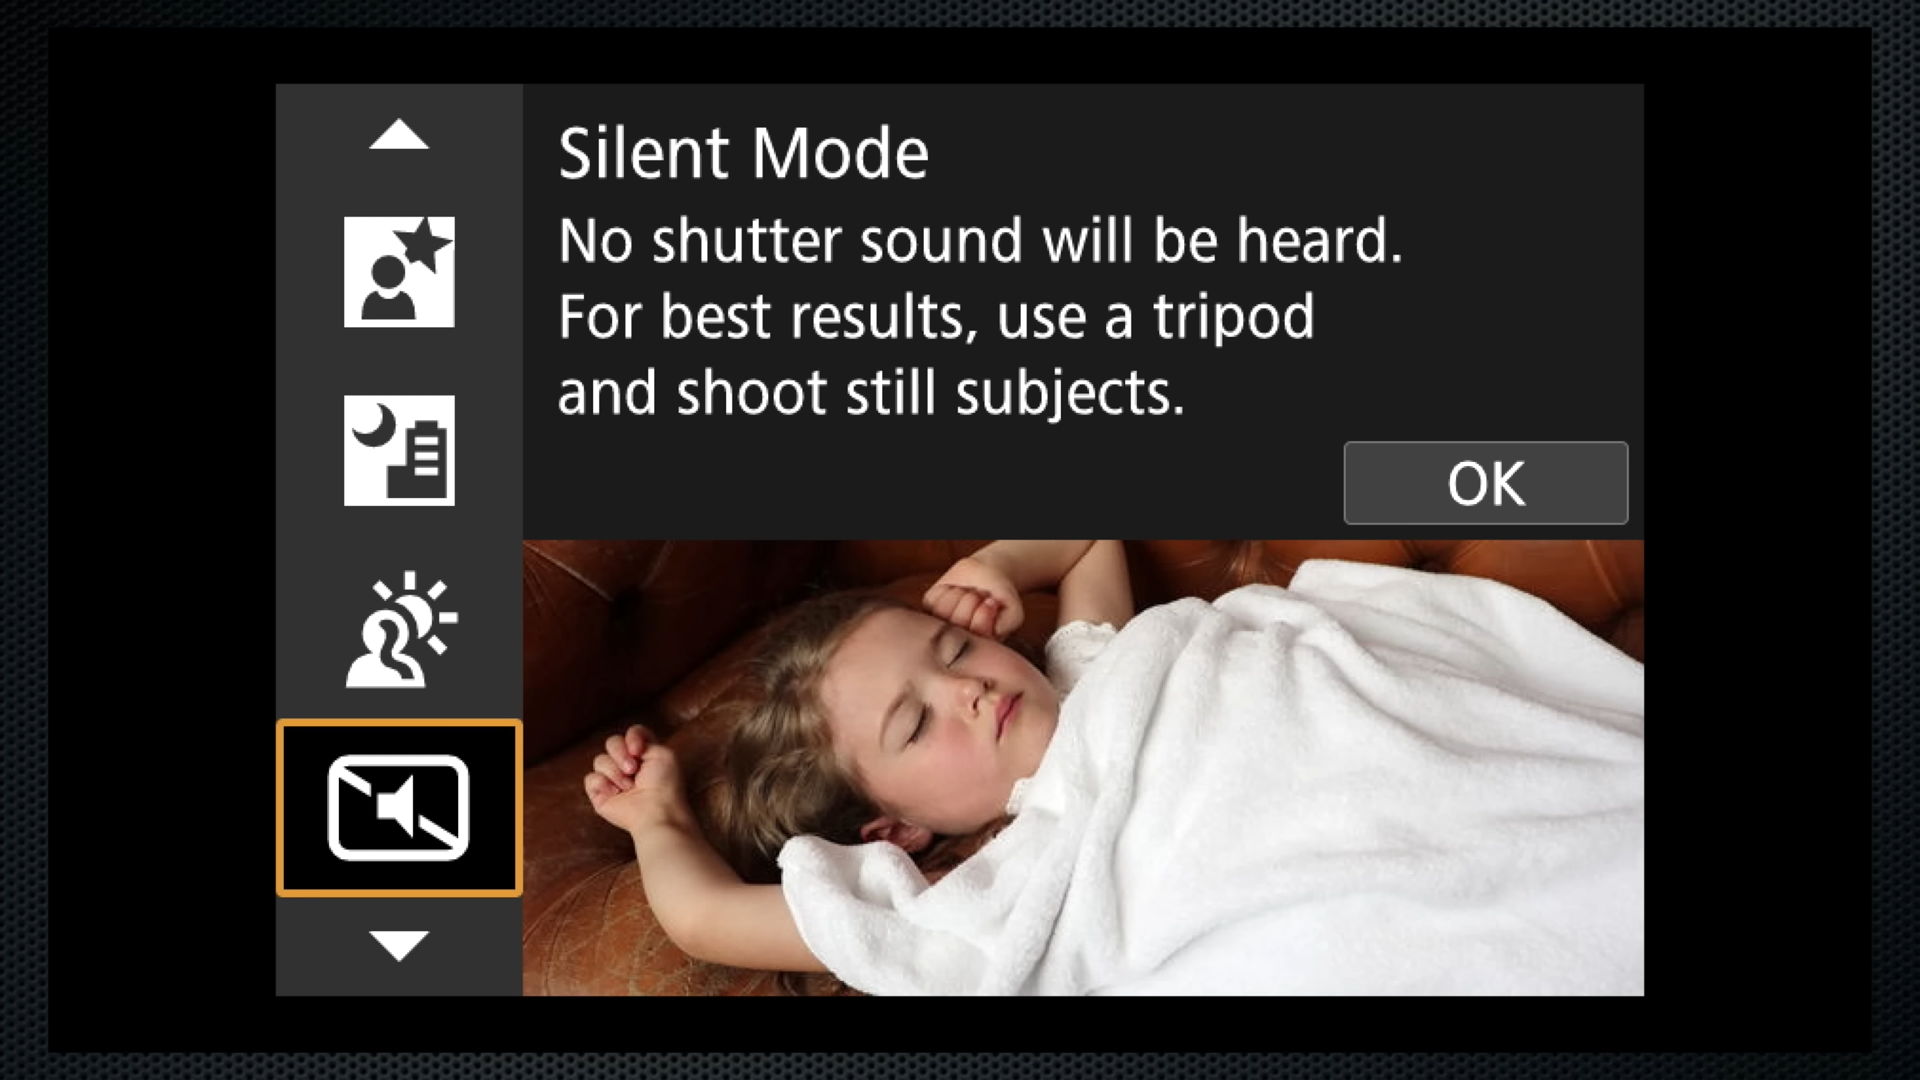 Silent Mode
No shutter sound will be heard.
For best results, use a tripod
and shoot still subjects.
OK